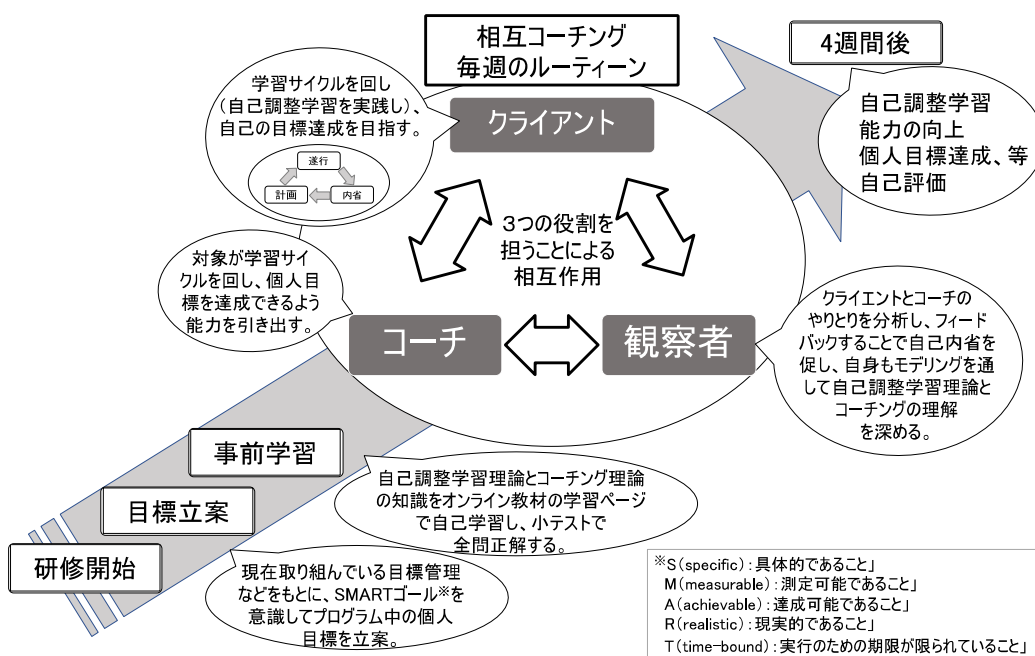 相互コーチング
毎週のルーティーン
4週間後
学習サイクルを回し
（自己調整学習を実践し）、
自己の目標達成を目指す。
遂行
計画
内省
クライアント
自己調整学習
能力の向上
個人目標達成、等
自己評価
3つの役割を
担うことによる
相互作用
対象が学習サイ
クルを回し、個人目
標を達成できるよう
能力を引き出す。
コーチ
観察者
クライエントとコーチの
やりとりを分析し、フィード
バックすることで自己内省を
促し、自身もモデリングを通
して自己調整学習理論と
コーチングの理解
を深める。
事前学習
自己調整学習理論とコーチング理論
の知識をオンライン教材の学習ページ
で自己学習し、小テストで
全問正解する。
目標立案
研修開始
現在取り組んでいる目標管理
などをもとに、SMARTゴール※を
意識してプログラム中の個人
目標を立案。
※S(specific)：具体的であること」
M(measurable)：測定可能であること」
A(achievable)：達成可能であること」
R(realistic)：現実的であること」
T(time-bound)：実行のための期限が限られていること」